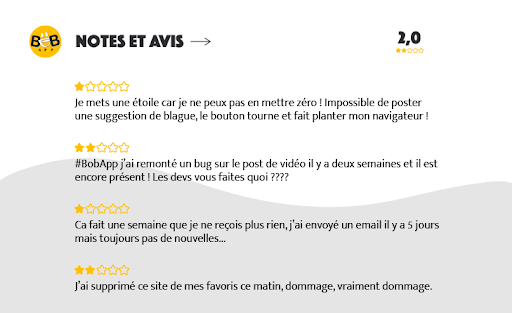 BOB
APP
NOTES ET AVIS
2,0
Je mets une étoile car je ne peux pas en mettre zéro ! Impossible de poster
une suggestion de blague, le bouton tourne et fait planter mon navigateur !
#BobApp j'ai remonté un bug sur le post de vidéo il y a deux semaines et il est
encore présent ! Les devs vous faites quoi ????
Ca fait une semaine que je ne reçois plus rien, j'ai envoyé un email il y a 5 jours
mais toujours pas de nouvelles...
J'ai supprimé ce site de mes favoris ce matin, dommage, vraiment dommage.